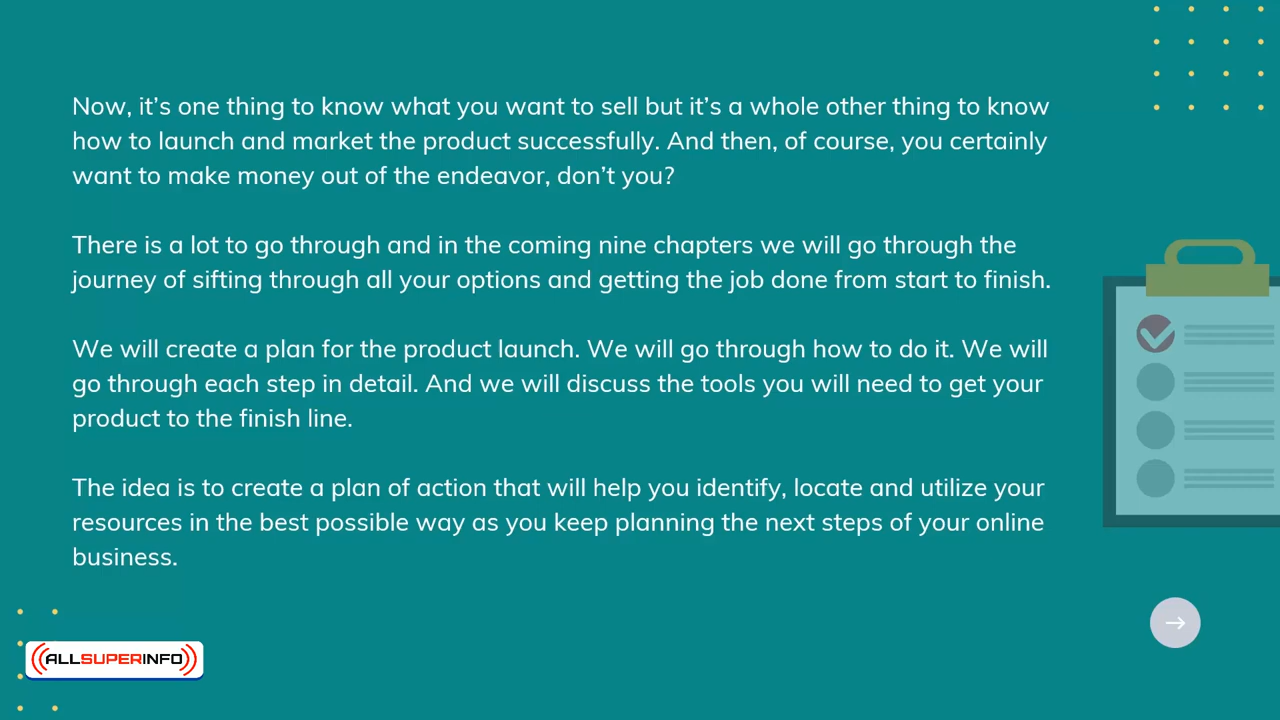 Now, it’s one thing to know what you want to sell but it’s a whole other thing to know
how to launch and market the product successfully. And then, of course, you certainly
want to make money out of the endeavor, don’t you?
There is a lot to go through and in the coming nine chapters we will go through the
journey of sifting through all your options and getting the job done from start to finish.
We will create a plan for the product launch. We will go through how to do it. We will
go through each step in detail. And we will discuss the tools you will need to get your
product to the finish line.
The idea is to create a plan of action that will help you identify, locate and utilize your
resources in the best possible way as you keep planning the next steps of your online
business.
ALLSUPERINFO